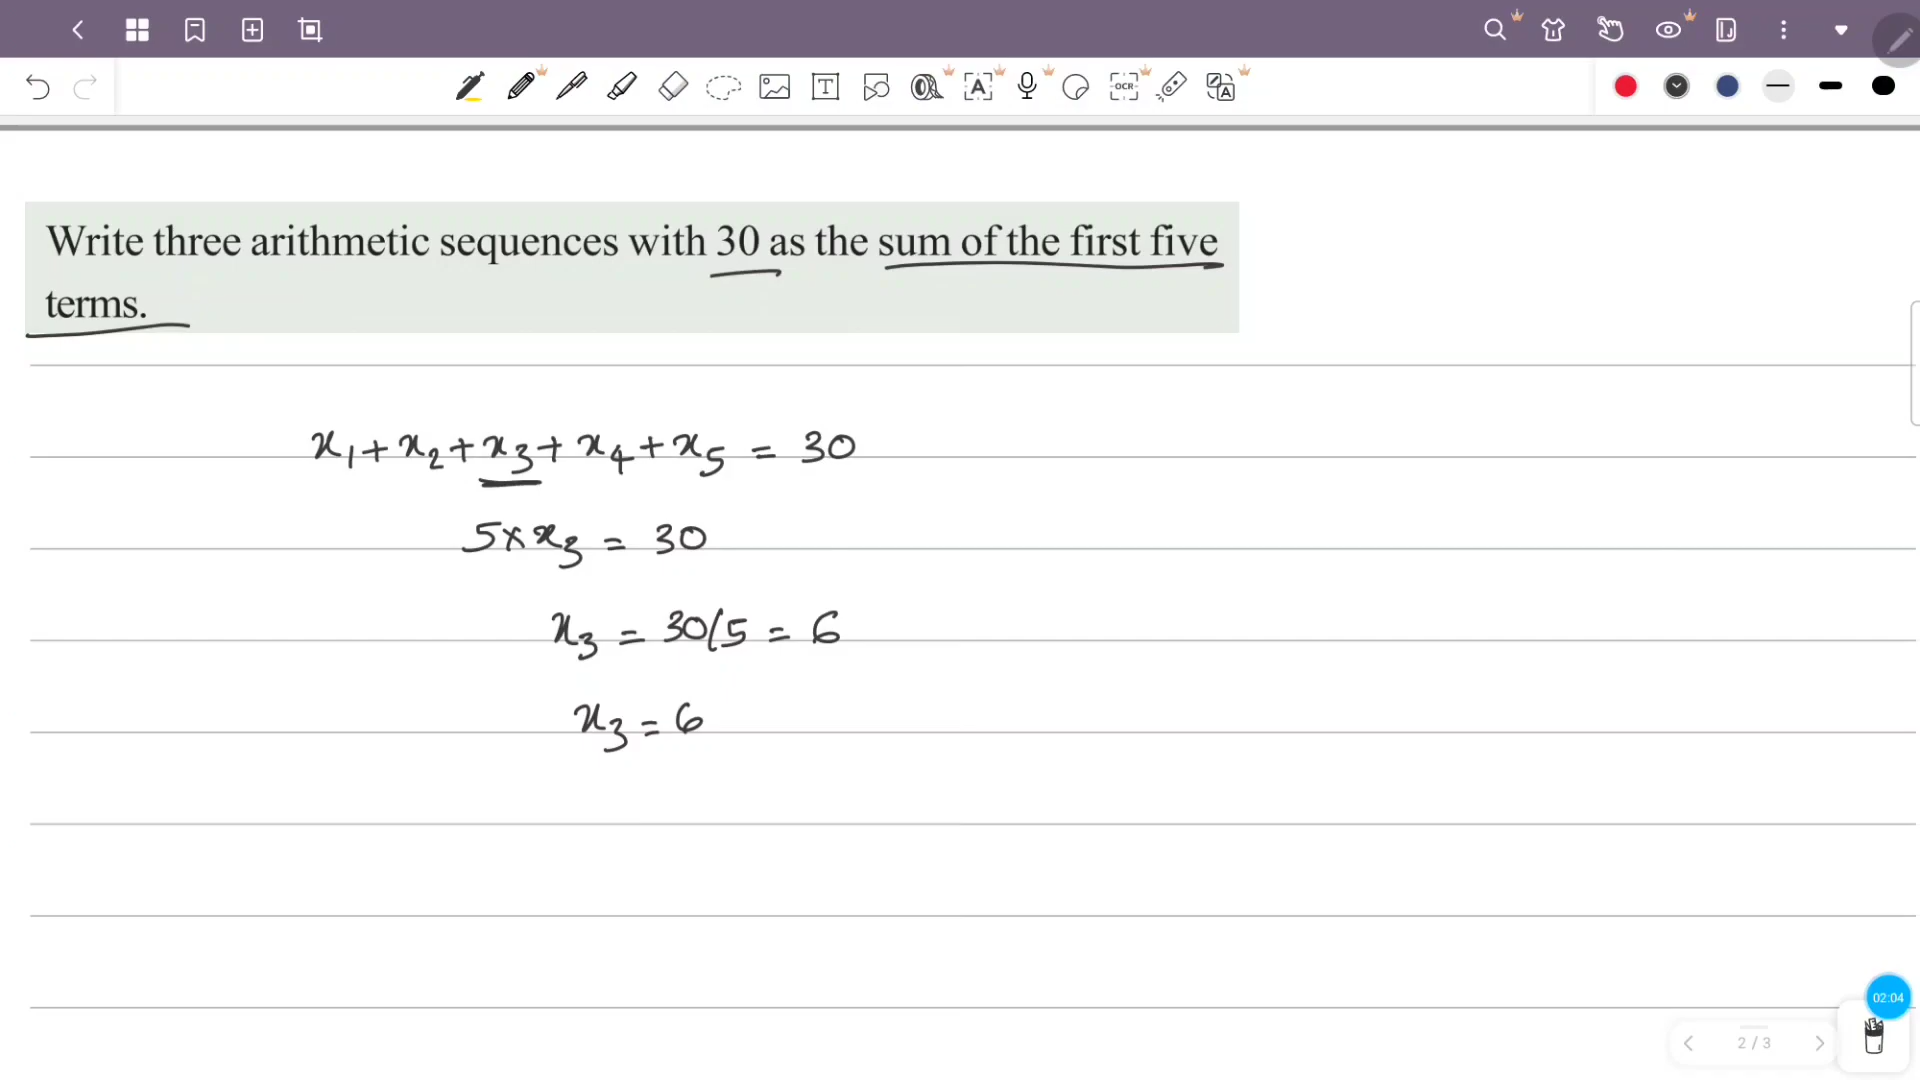 OCR
Write three arithmetic sequences with 30 as the sum of the first five
terms.
x₁ + x₂ + x₃ + x₄ + x₅ = 30
5 × x₃ = 30
x₃ = 30/5 = 6
x₃ = 6
02:04
2 / 3